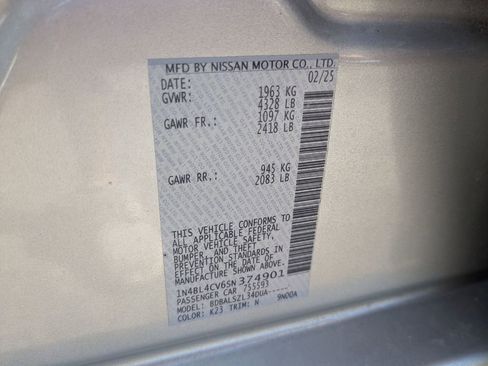 MFD BY NISSAN MOTOR CO., LTD.
DATE: 02/25
GVWR: 1963 KG
4328 LB
GAWR FR.: 1097 KG
2418 LB
GAWR RR.: 945 KG
2083 LB
THIS VEHICLE CONFORMS TO
ALL APPLICABLE FEDERAL
MOTOR VEHICLE SAFETY,
BUMPER, AND THEFT
PREVENTION STANDARDS IN
EFFECT ON THE DATE OF
MANUFACTURE SHOWN ABOVE.
1N4BL4CV6SN374901
PASSENGER CAR 755593
MODEL: BDBALSZL34DUA-----
COLOR: K23 TRIM: N 9N00A